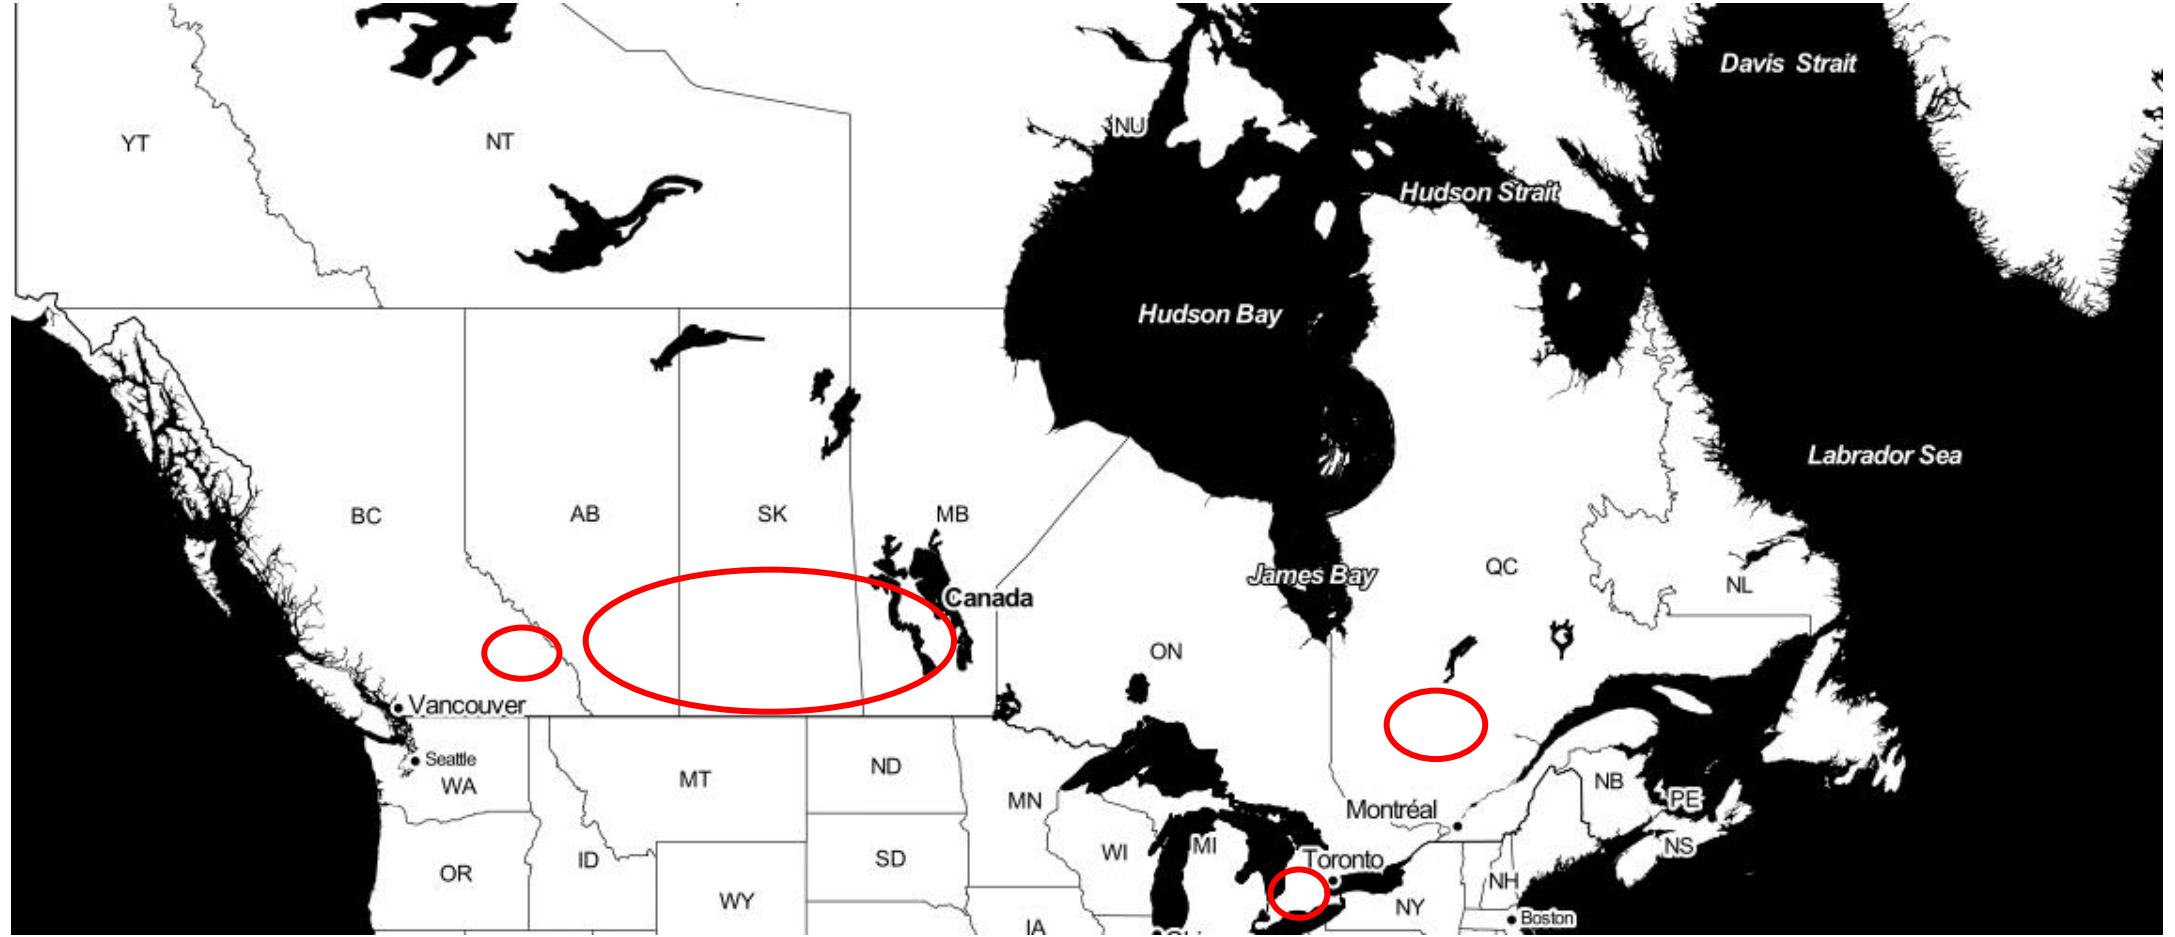 Davis Strait
YT
NT
NU
Hudson Strait
Hudson Bay
Labrador Sea
BC
AB
SK
MB
QC
James Bay
NL
Canada
ON
Vancouver
Seattle
WA
MT
ND
MN
NB
PE
Montréal
OR
ID
SD
WI
MI
Toronto
NS
WY
NH
NY
Boston
IA